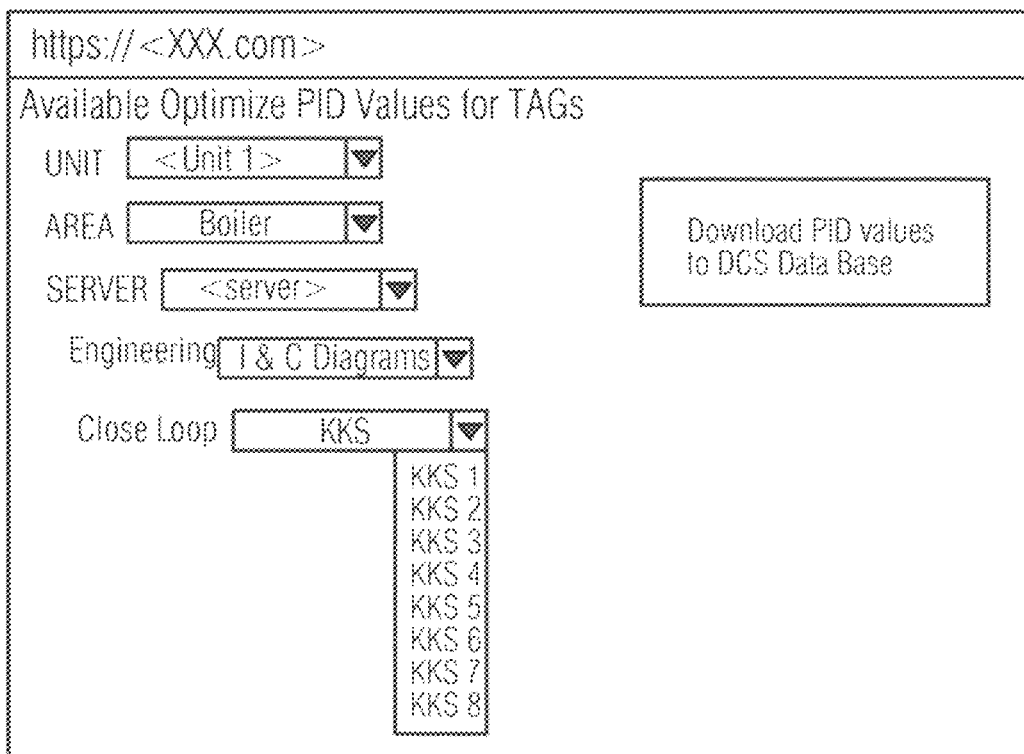 https://<XXX.com>
Available Optimize PID Values for TAGs
UNIT <Unit 1>
AREA Boiler
Download PID values
to DCS Data Base
SERVER <server>
Engineering I & C Diagrams
Close Loop KKS
KKS 1
KKS 2
KKS 3
KKS 4
KKS 5
KKS 6
KKS 7
KKS 8